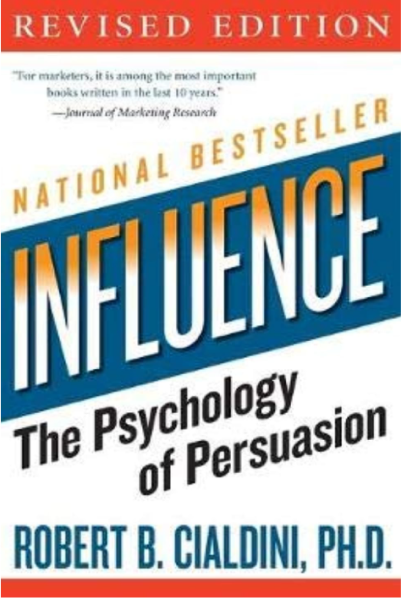 REVISED EDITION
"For marketers, it is among the most important
books written in the last 10 years."
—Journal of Marketing Research
NATIONAL BESTSELLER
INFLUENCE
The Psychology
of Persuasion
ROBERT B. CIALDINI, PH.D.